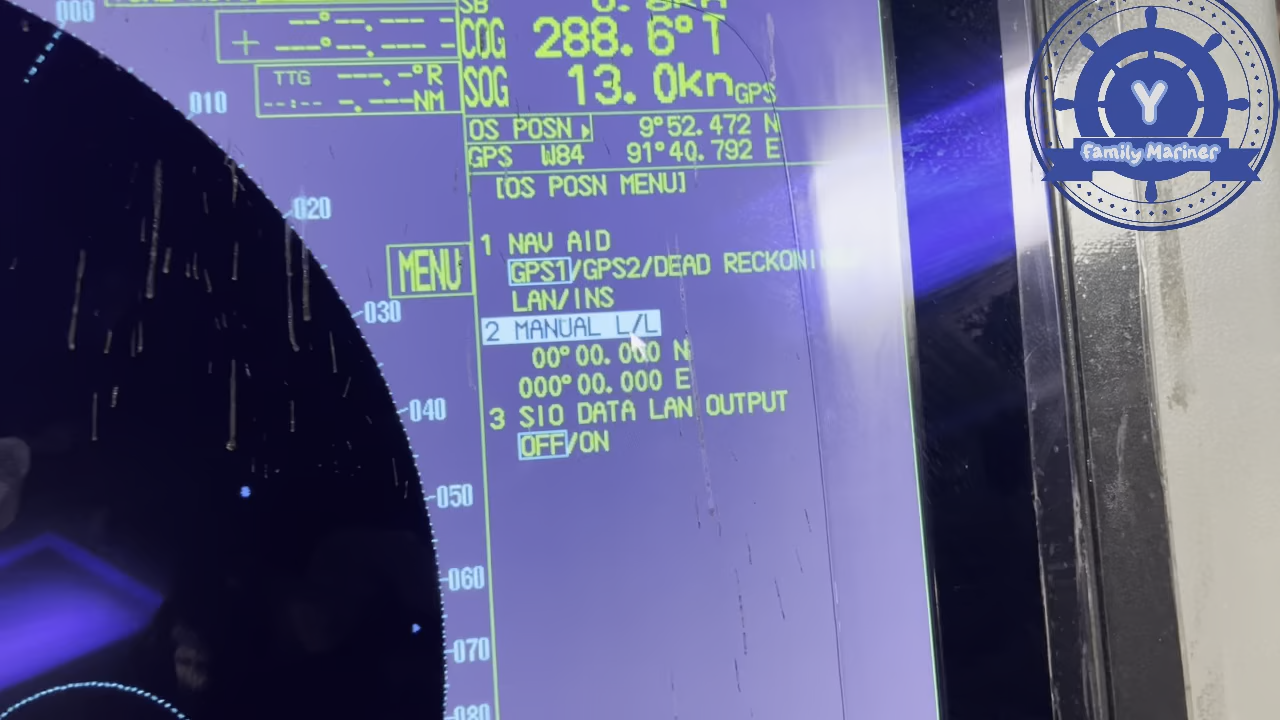 000
+ --°--.--- -
---°--.--- -
TTG ---.-°R
--:-- -.---NM
SB
COG 288.6°T
SOG 13.0kn GPS
OS POSN 9°52.472 N
GPS W84 91°40.792 E
[OS POSN MENU]
1 NAV AID
GPS1/GPS2/DEAD
LAN/INS
2 MANUAL L/L
00°00.000 N
000°00.000 E
3 SIO DATA LAN OUTPUT
OFF/ON
MENU
010
020
030
040
050
060
070
080
Y
family Mariner